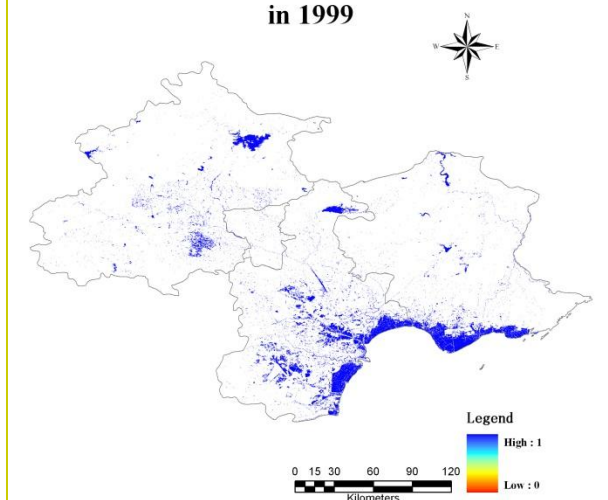 in 1999
N
W E
S
Legend
High : 1
Low : 0
0 15 30 60 90 120
Kilometers